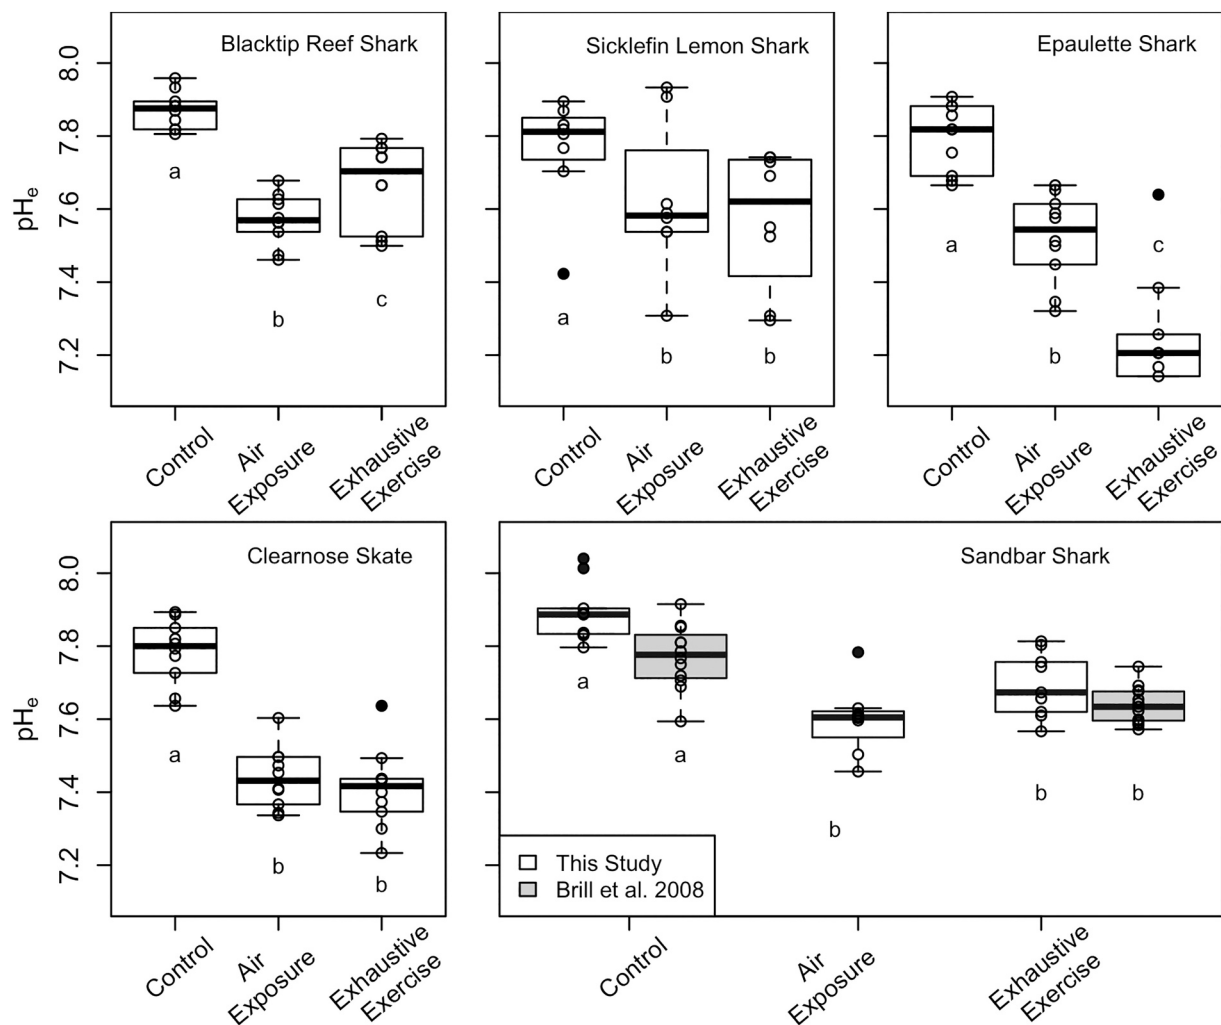 Blacktip Reef Shark
Sicklefin Lemon Shark
Epaulette Shark
8.0
7.8
7.6
7.4
7.2
pHe
a
b
c
a
b
b
a
b
c
Control
Air
Exposure
Exhaustive
Exercise
Control
Air
Exposure
Exhaustive
Exercise
Control
Air
Exposure
Exhaustive
Exercise
Clearnose Skate
Sandbar Shark
8.0
7.8
7.6
7.4
7.2
pHe
a
b
b
a
a
b
b
b
This Study
Brill et al. 2008
Control
Air
Exposure
Exhaustive
Exercise
Control
Air
Exposure
Exhaustive
Exercise